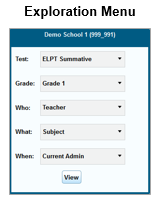 Exploration Menu
Demo School 1 (999_991)
Test: ELPT Summative
Grade: Grade 1
Who: Teacher
What: Subject
When: Current Admin
View